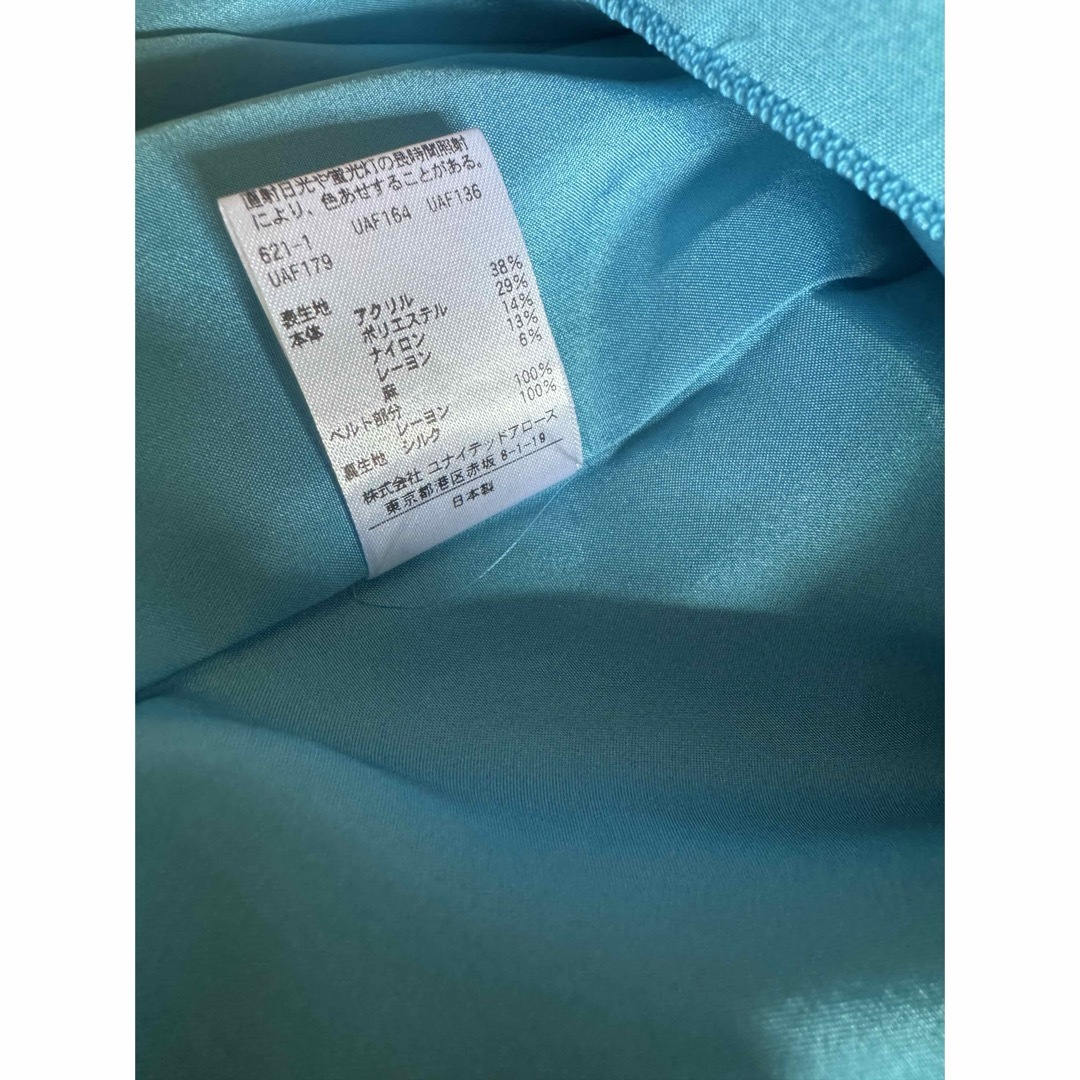 直射日光や蛍光灯の長時間照射
により、色あせすることがある。
UAF164 UAF136
621-1
UAF179
表生地
本体 アクリル 38%
ポリエステル 29%
ナイロン 14%
レーヨン 13%
麻 6%
ベルト部分
レーヨン 100%
裏生地 シルク 100%
株式会社 ユナイテッドアローズ
東京都港区赤坂 8-1-19
日本製